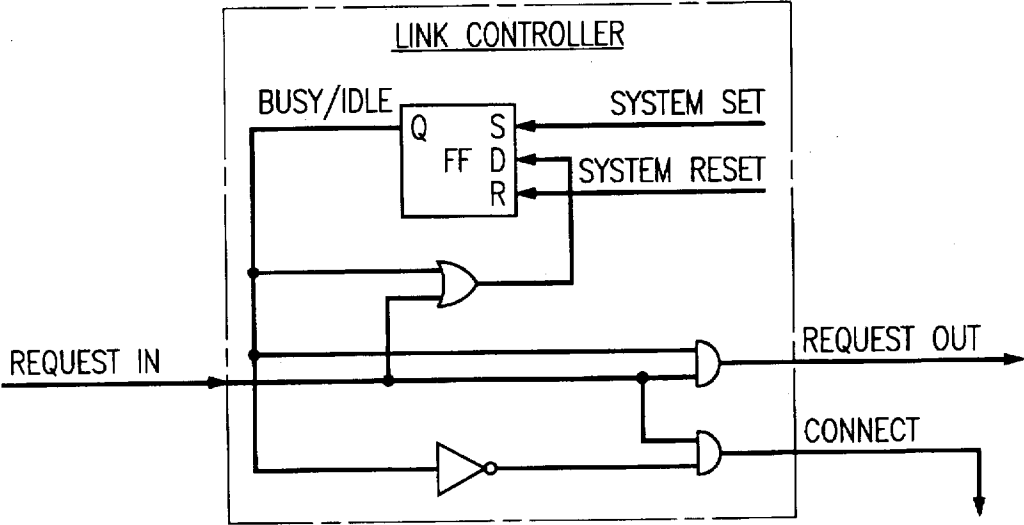 LINK CONTROLLER
BUSY/IDLE
Q
S
SYSTEM SET
FF
D
SYSTEM RESET
R
REQUEST IN
REQUEST OUT
CONNECT